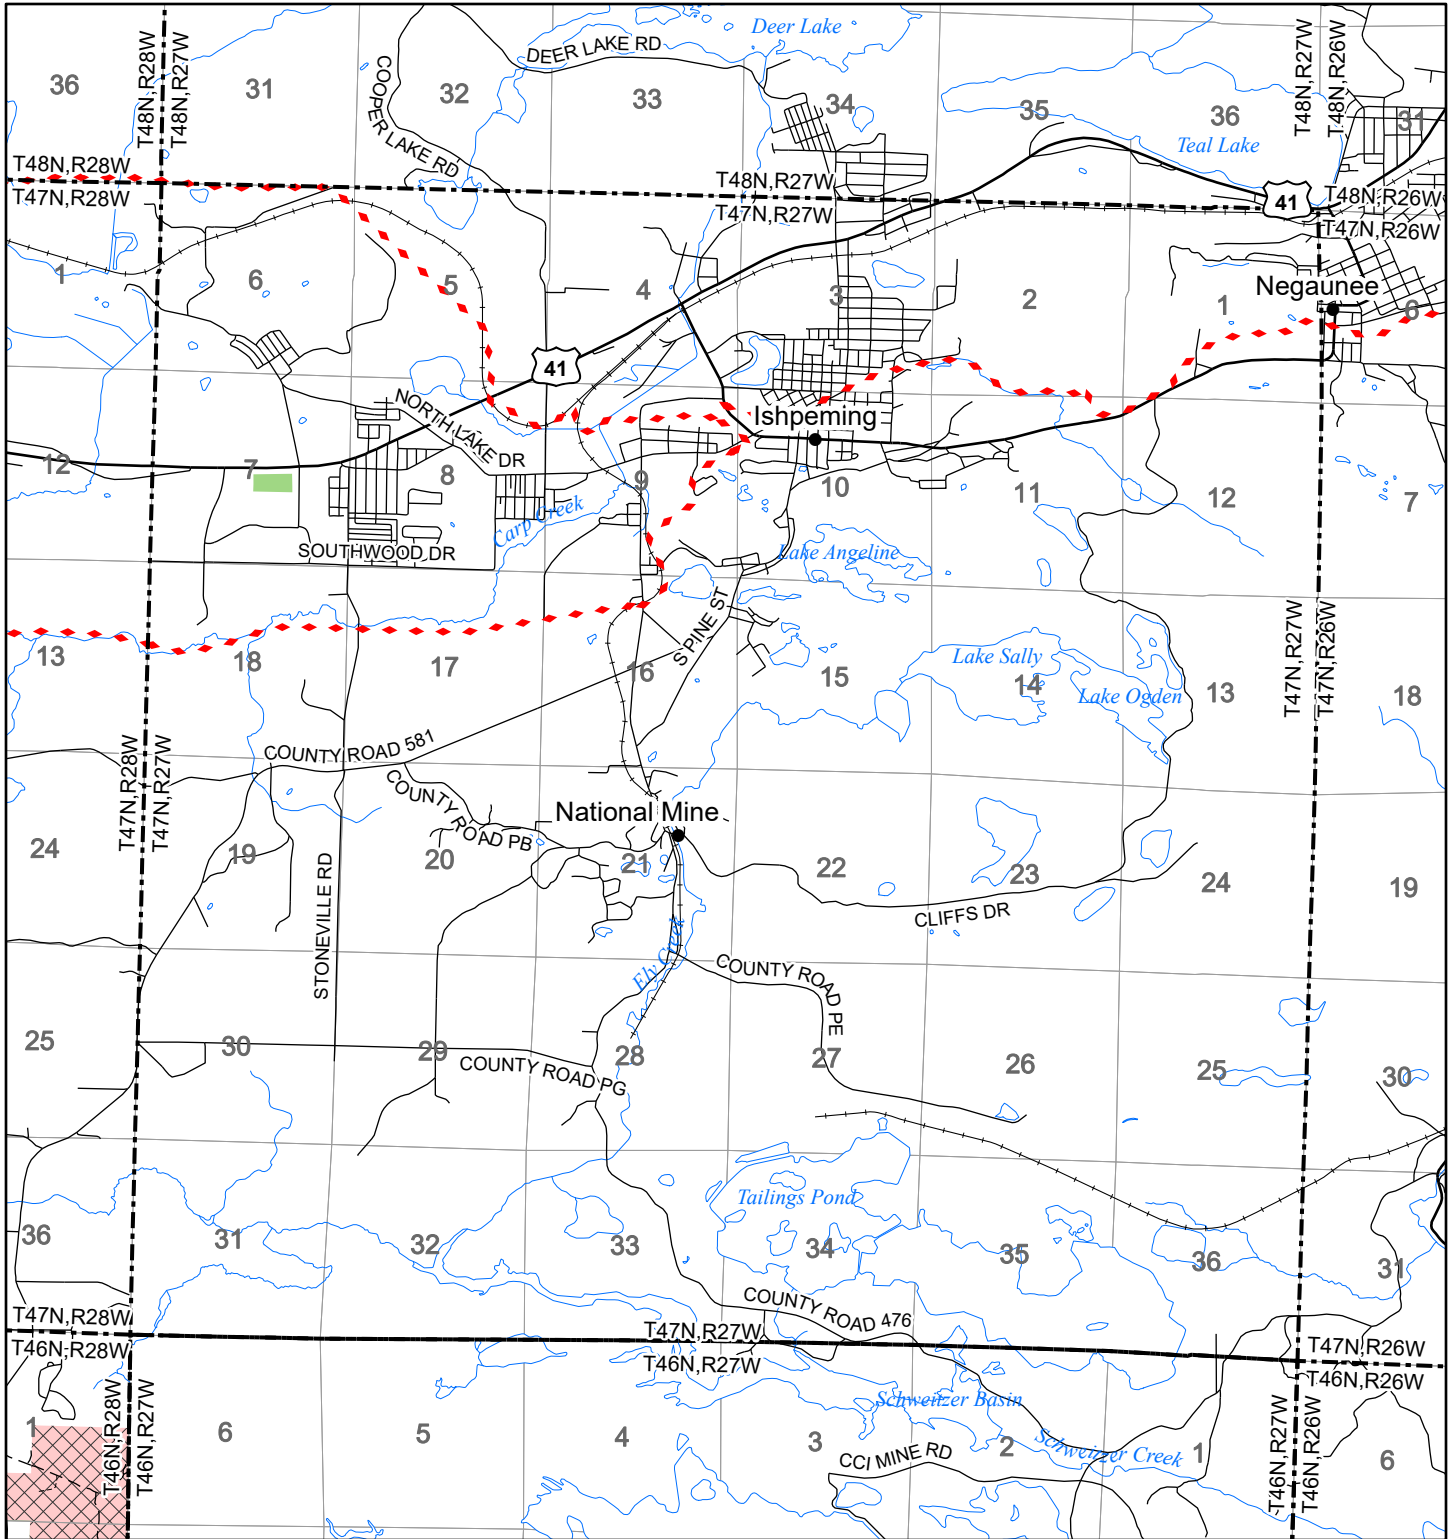 Deer Lake
DEER LAKE RD
T48N,R28W
T48N,R27W
T48N,R27W
T48N,R26W
36
31
32
33
34
35
36
31
COOPER LAKE RD
Teal Lake
T48N,R28W
T47N,R28W
T48N,R27W
T47N,R27W
41
T48N,R26W
T47N,R26W
1
6
5
4
3
2
1
6
Negaunee
41
NORTH LAKE DR
Ishpeming
12
7
8
9
10
11
12
7
Carp Creek
SOUTHWOOD DR
Lake Angeline
S PINE ST
T47N,R27W
T47N,R26W
13
18
17
16
15
14
13
18
Lake Sally
Lake Ogden
COUNTY ROAD 581
T47N,R28W
T47N,R27W
COUNTY ROAD PB
National Mine
24
19
20
21
22
23
24
19
STONEVILLE RD
CLIFFS DR
Ely Creek
COUNTY ROAD PE
25
30
29
28
27
26
25
30
COUNTY ROAD PG
Tailings Pond
36
31
32
33
34
35
36
31
COUNTY ROAD 476
T47N,R28W
T46N,R28W
T47N,R27W
T46N,R27W
T47N,R26W
T46N,R26W
T46N,R28W
T46N,R27W
Schweitzer Basin
Schweitzer Creek
T46N,R27W
T46N,R26W
1
6
5
4
3
2
1
6
CCI MINE RD